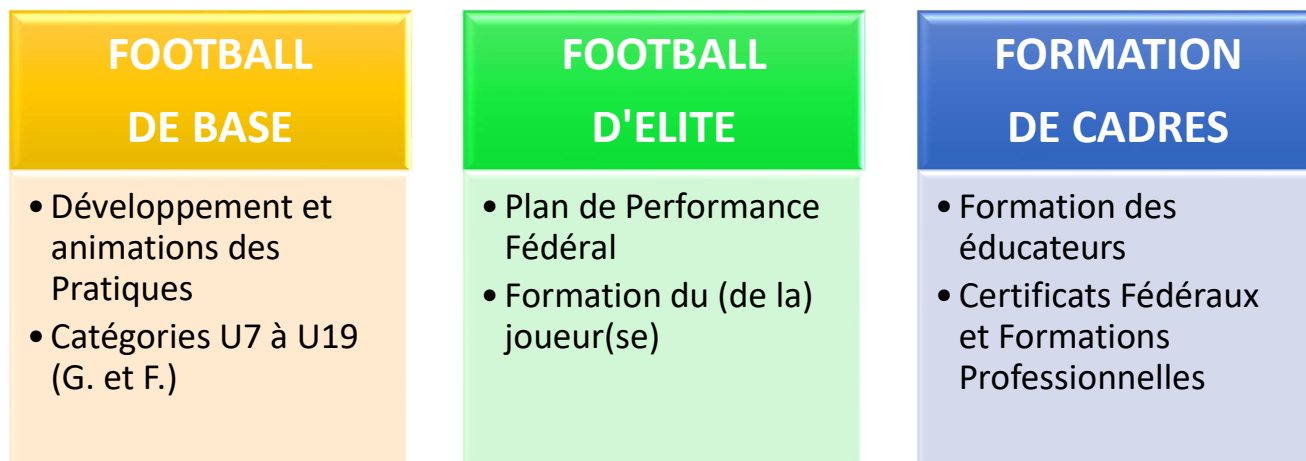 FOOTBALL
DE BASE
• Développement et
animations des
Pratiques
• Catégories U7 à U19
(G. et F.)
FOOTBALL
D'ELITE
• Plan de Performance
Fédéral
• Formation du (de la)
joueur(se)
FORMATION
DE CADRES
• Formation des
éducateurs
• Certificats Fédéraux
et Formations
Professionnelles